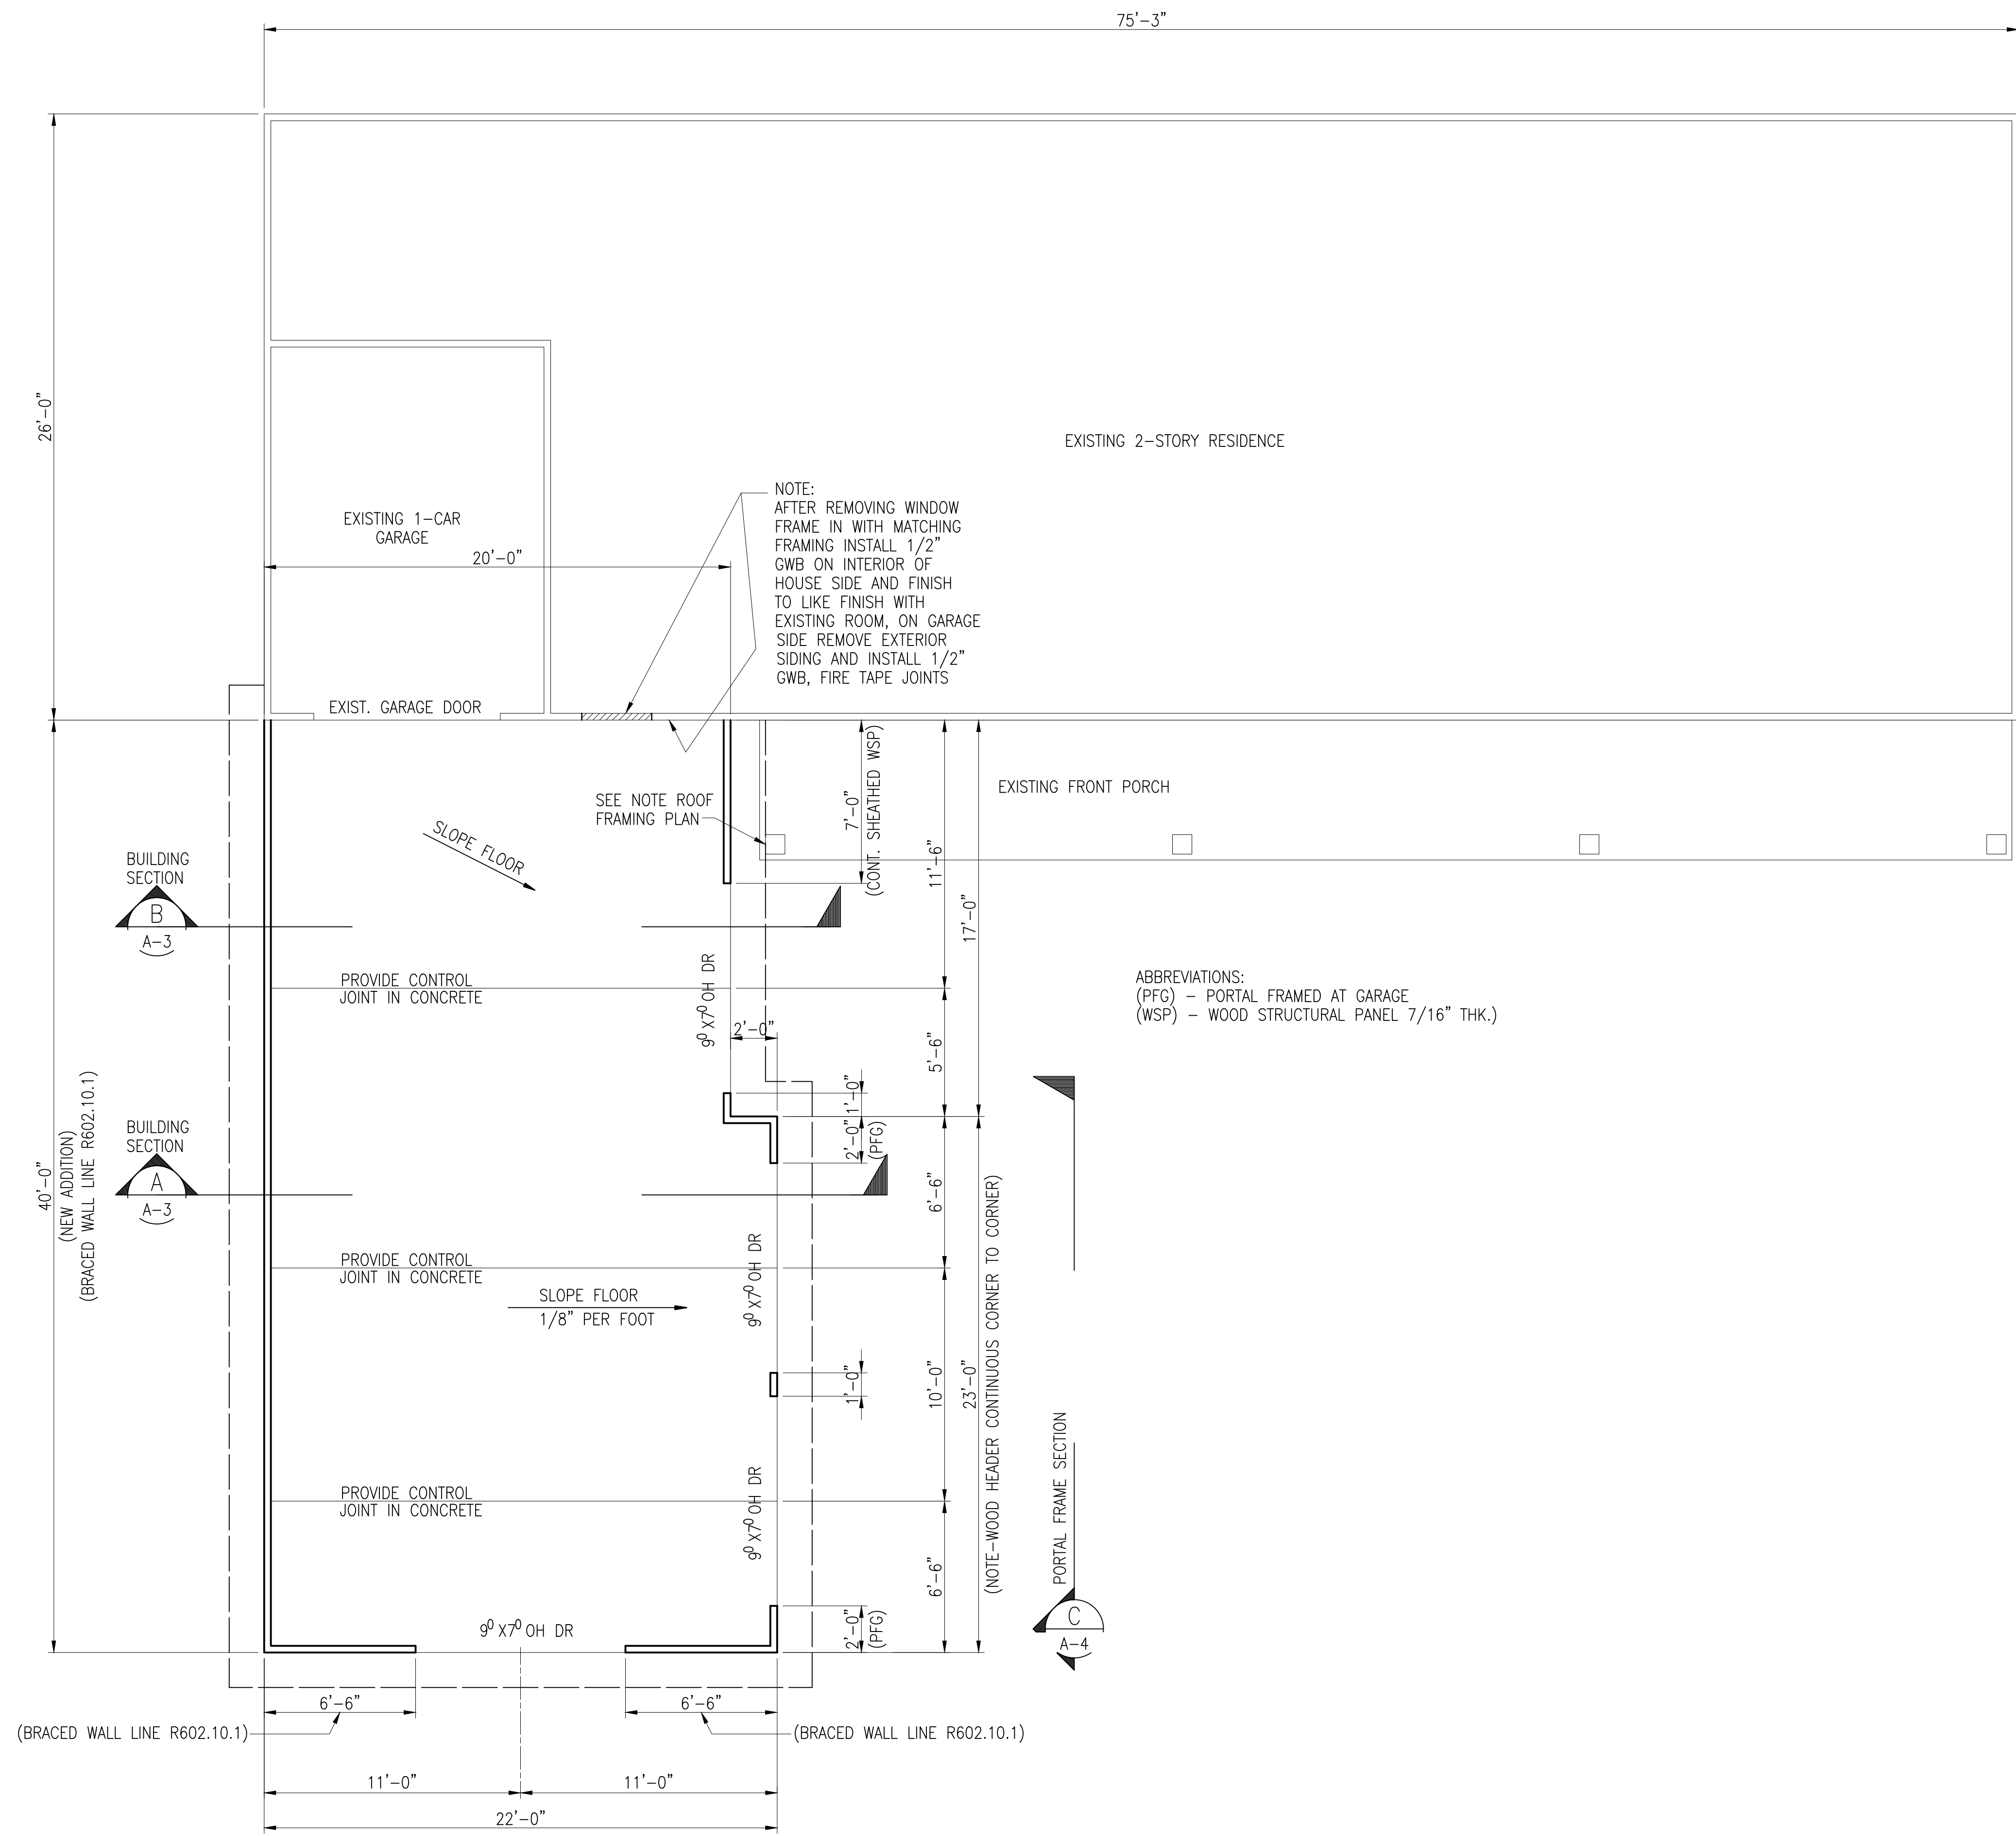 75'-3"
26'-0"
EXISTING 2-STORY RESIDENCE
NOTE:
AFTER REMOVING WINDOW
FRAME IN WITH MATCHING
FRAMING INSTALL 1/2"
GWB ON INTERIOR OF
HOUSE SIDE AND FINISH
TO LIKE FINISH WITH
EXISTING ROOM, ON GARAGE
SIDE REMOVE EXTERIOR
SIDING AND INSTALL 1/2"
GWB, FIRE TAPE JOINTS
EXISTING 1-CAR
GARAGE
20'-0"
EXIST. GARAGE DOOR
SEE NOTE ROOF
FRAMING PLAN
7'-0"
(CONT. SHEATHED WSP)
11'-6"
17'-0"
EXISTING FRONT PORCH
SLOPE FLOOR
BUILDING
SECTION
B
A-3
PROVIDE CONTROL
JOINT IN CONCRETE
9⁰ X7⁰ OH DR
2'-0"
5'-6"
ABBREVIATIONS:
(PFG) - PORTAL FRAMED AT GARAGE
(WSP) - WOOD STRUCTURAL PANEL 7/16" THK.)
1'-0"
2'-0"
(PFG)
6'-6"
40'-0"
(NEW ADDITION)
(BRACED WALL LINE R602.10.1)
BUILDING
SECTION
A
A-3
PROVIDE CONTROL
JOINT IN CONCRETE
SLOPE FLOOR
1/8" PER FOOT
9⁰ X7⁰ OH DR
1'-0"
10'-0"
23'-0"
(NOTE-WOOD HEADER CONTINUOUS CORNER TO CORNER)
PORTAL FRAME SECTION
C
A-4
PROVIDE CONTROL
JOINT IN CONCRETE
9⁰ X7⁰ OH DR
6'-6"
2'-0"
(PFG)
9⁰ X7⁰ OH DR
6'-6"
6'-6"
(BRACED WALL LINE R602.10.1)
(BRACED WALL LINE R602.10.1)
11'-0"
11'-0"
22'-0"